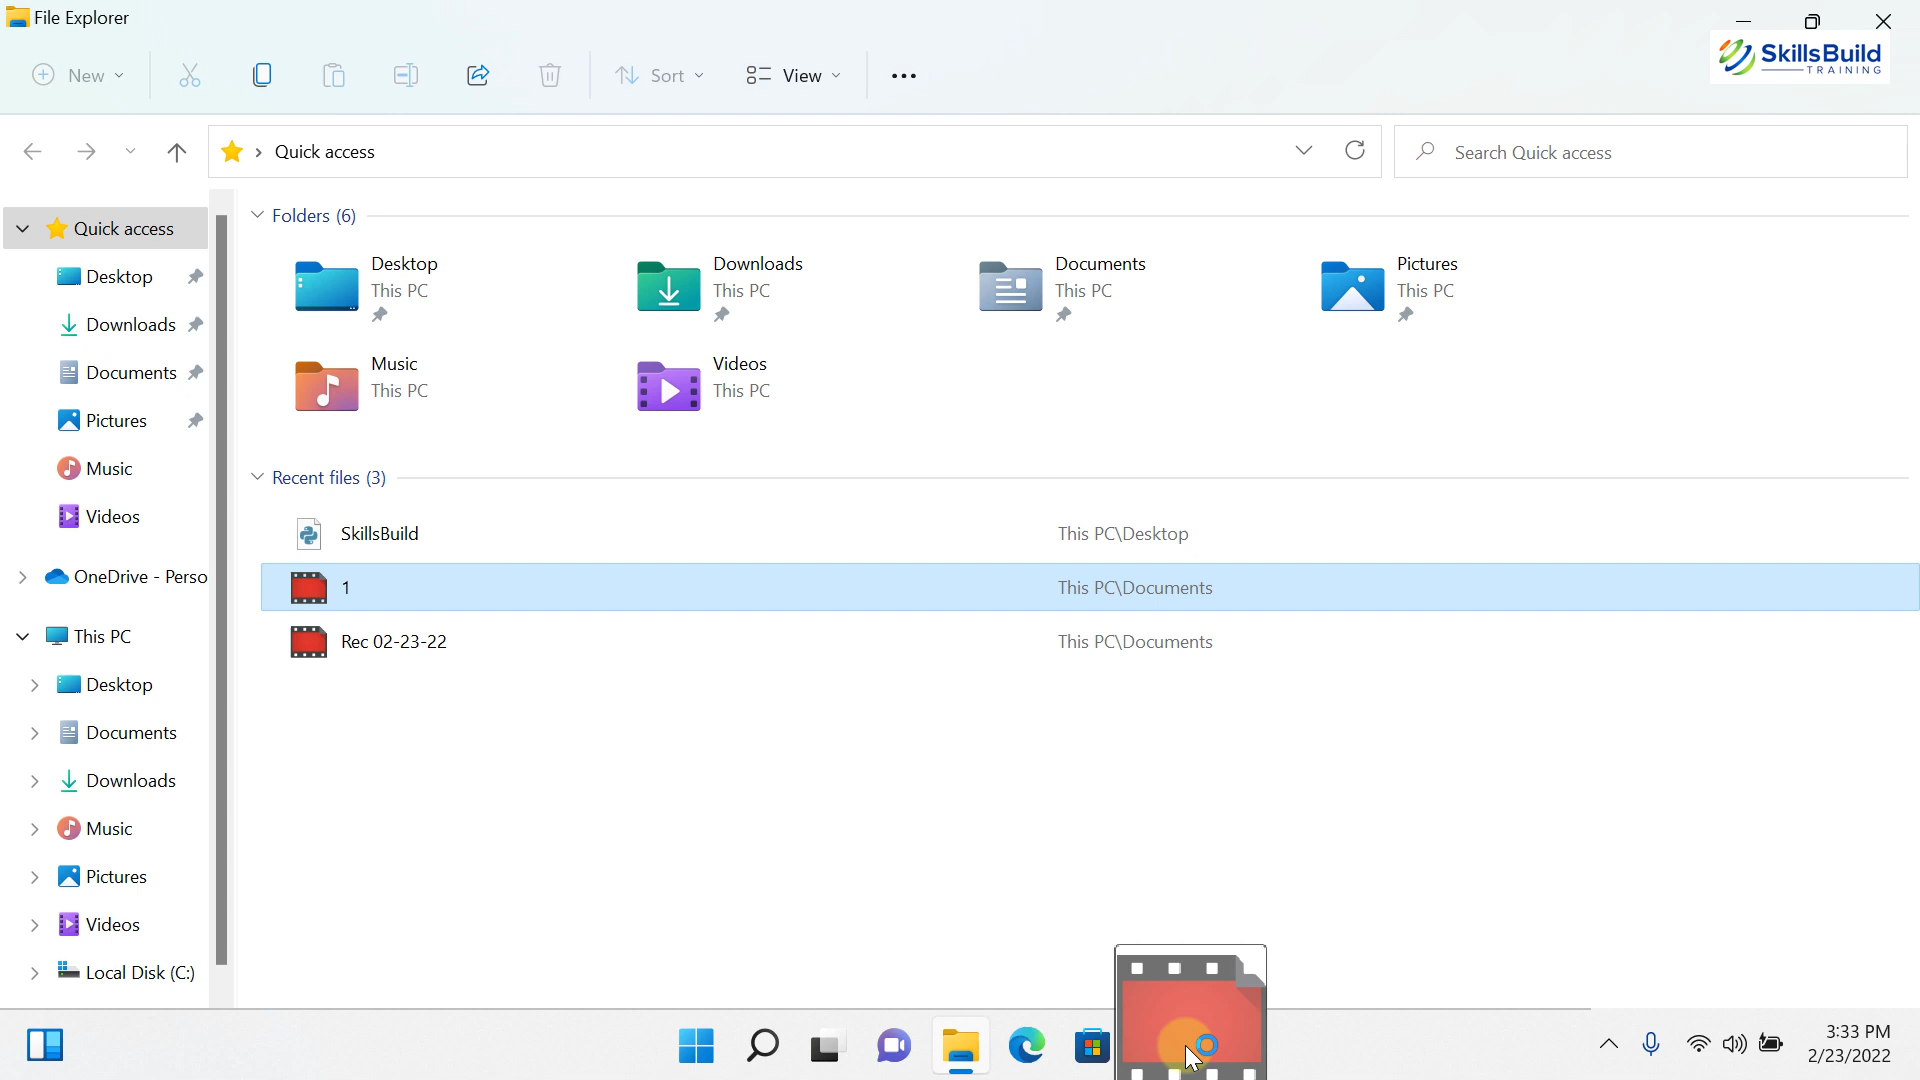 File Explorer
SkillsBuild
TRAINING
New
Sort
View
Quick access
Search Quick access
Quick access
Desktop
Downloads
Documents
Pictures
Music
Videos
OneDrive - Perso
This PC
Desktop
Documents
Downloads
Music
Pictures
Videos
Local Disk (C:)
Folders (6)
Desktop
This PC
Downloads
This PC
Documents
This PC
Pictures
This PC
Music
This PC
Videos
This PC
Recent files (3)
SkillsBuild This PC\Desktop
1 This PC\Documents
Rec 02-23-22 This PC\Documents
3:33 PM
2/23/2022